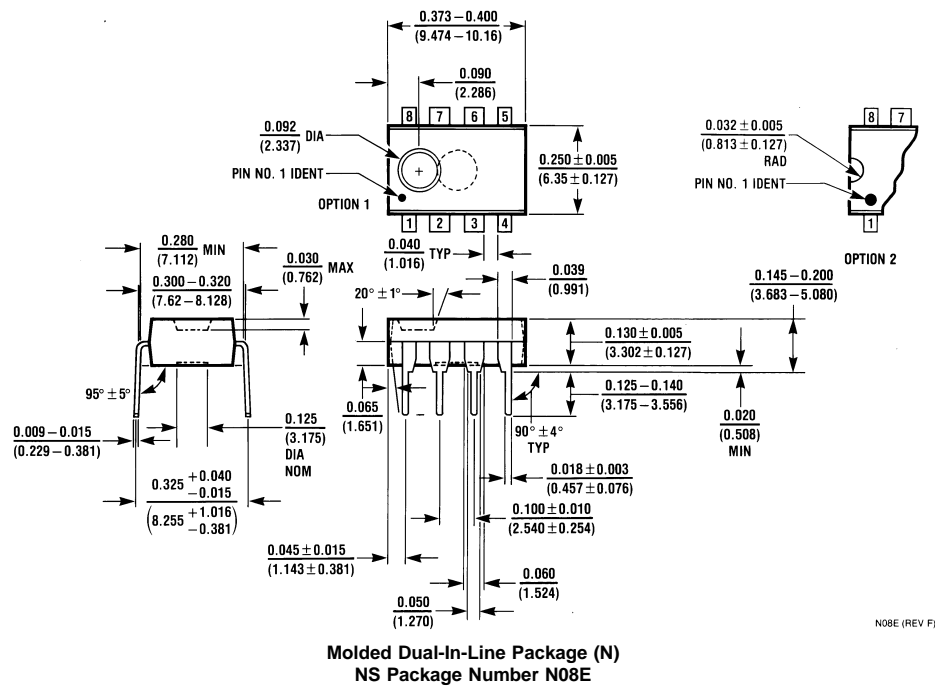 0.373 – 0.400
(9.474 – 10.16)
0.090
(2.286)
8 7 6 5
0.092 DIA
(2.337)
PIN NO. 1 IDENT
OPTION 1
0.250 ± 0.005
(6.35 ± 0.127)
1 2 3 4
0.032 ± 0.005
(0.813 ± 0.127)
RAD
PIN NO. 1 IDENT
8 7
1
OPTION 2
0.280 MIN
(7.112)
0.030 MAX
(0.762)
0.300 – 0.320
(7.62 – 8.128)
0.040 TYP
(1.016)
0.039
(0.991)
0.145 – 0.200
(3.683 – 5.080)
20° ± 1°
0.130 ± 0.005
(3.302 ± 0.127)
95° ± 5°
0.065
(1.651)
0.125 – 0.140
(3.175 – 3.556)
90° ± 4°
TYP
0.020
(0.508)
MIN
0.009 – 0.015
(0.229 – 0.381)
0.125
(3.175)
DIA
NOM
0.325 +0.040
−0.015
(8.255 +1.016
−0.381)
0.018 ± 0.003
(0.457 ± 0.076)
0.100 ± 0.010
(2.540 ± 0.254)
0.045 ± 0.015
(1.143 ± 0.381)
0.060
(1.524)
0.050
(1.270)
N08E (REV F)
Molded Dual-In-Line Package (N)
NS Package Number N08E